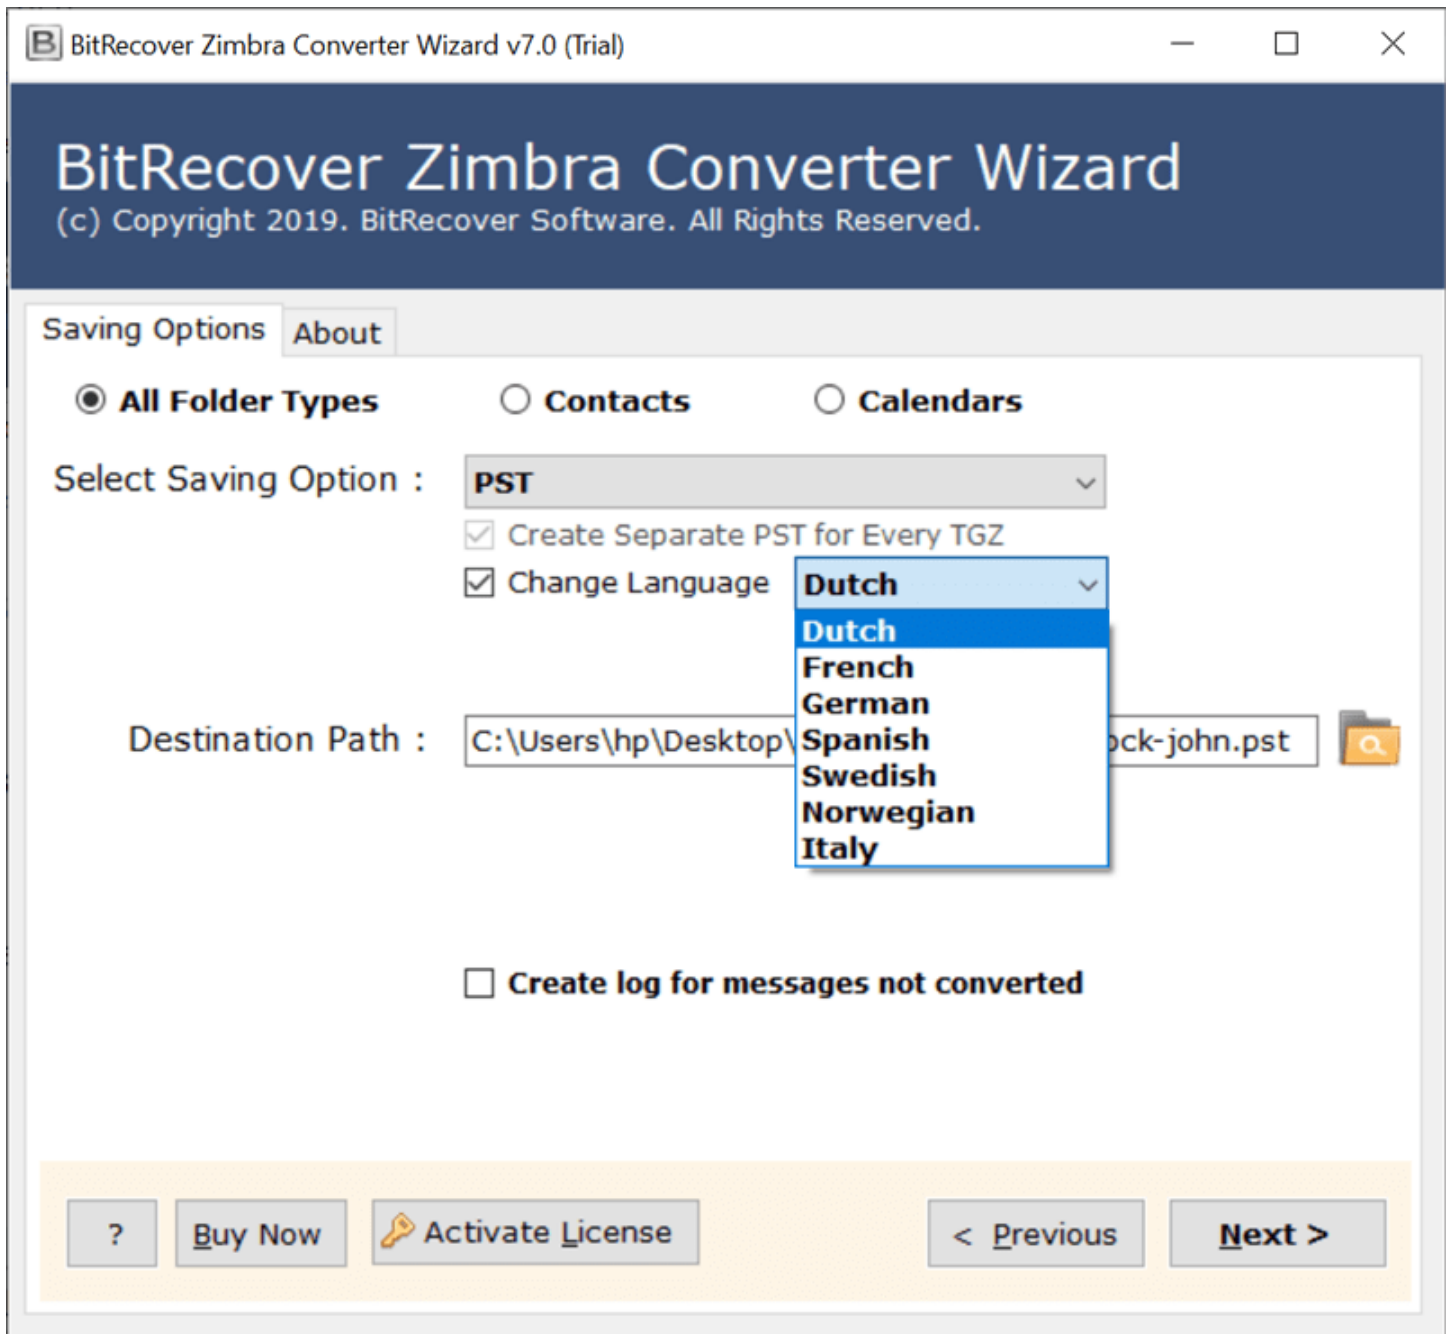 BitRecover Zimbra Converter Wizard v7.0 (Trial)
BitRecover Zimbra Converter Wizard
(c) Copyright 2019. BitRecover Software. All Rights Reserved.
Saving Options About
All Folder Types Contacts Calendars
Select Saving Option : PST
Create Separate PST for Every TGZ
Change Language Dutch
Dutch
French
German
Spanish
Swedish
Norwegian
Italy
Destination Path : C:\Users\hp\Desktop\ ock-john.pst
Create log for messages not converted
? Buy Now Activate License < Previous Next >